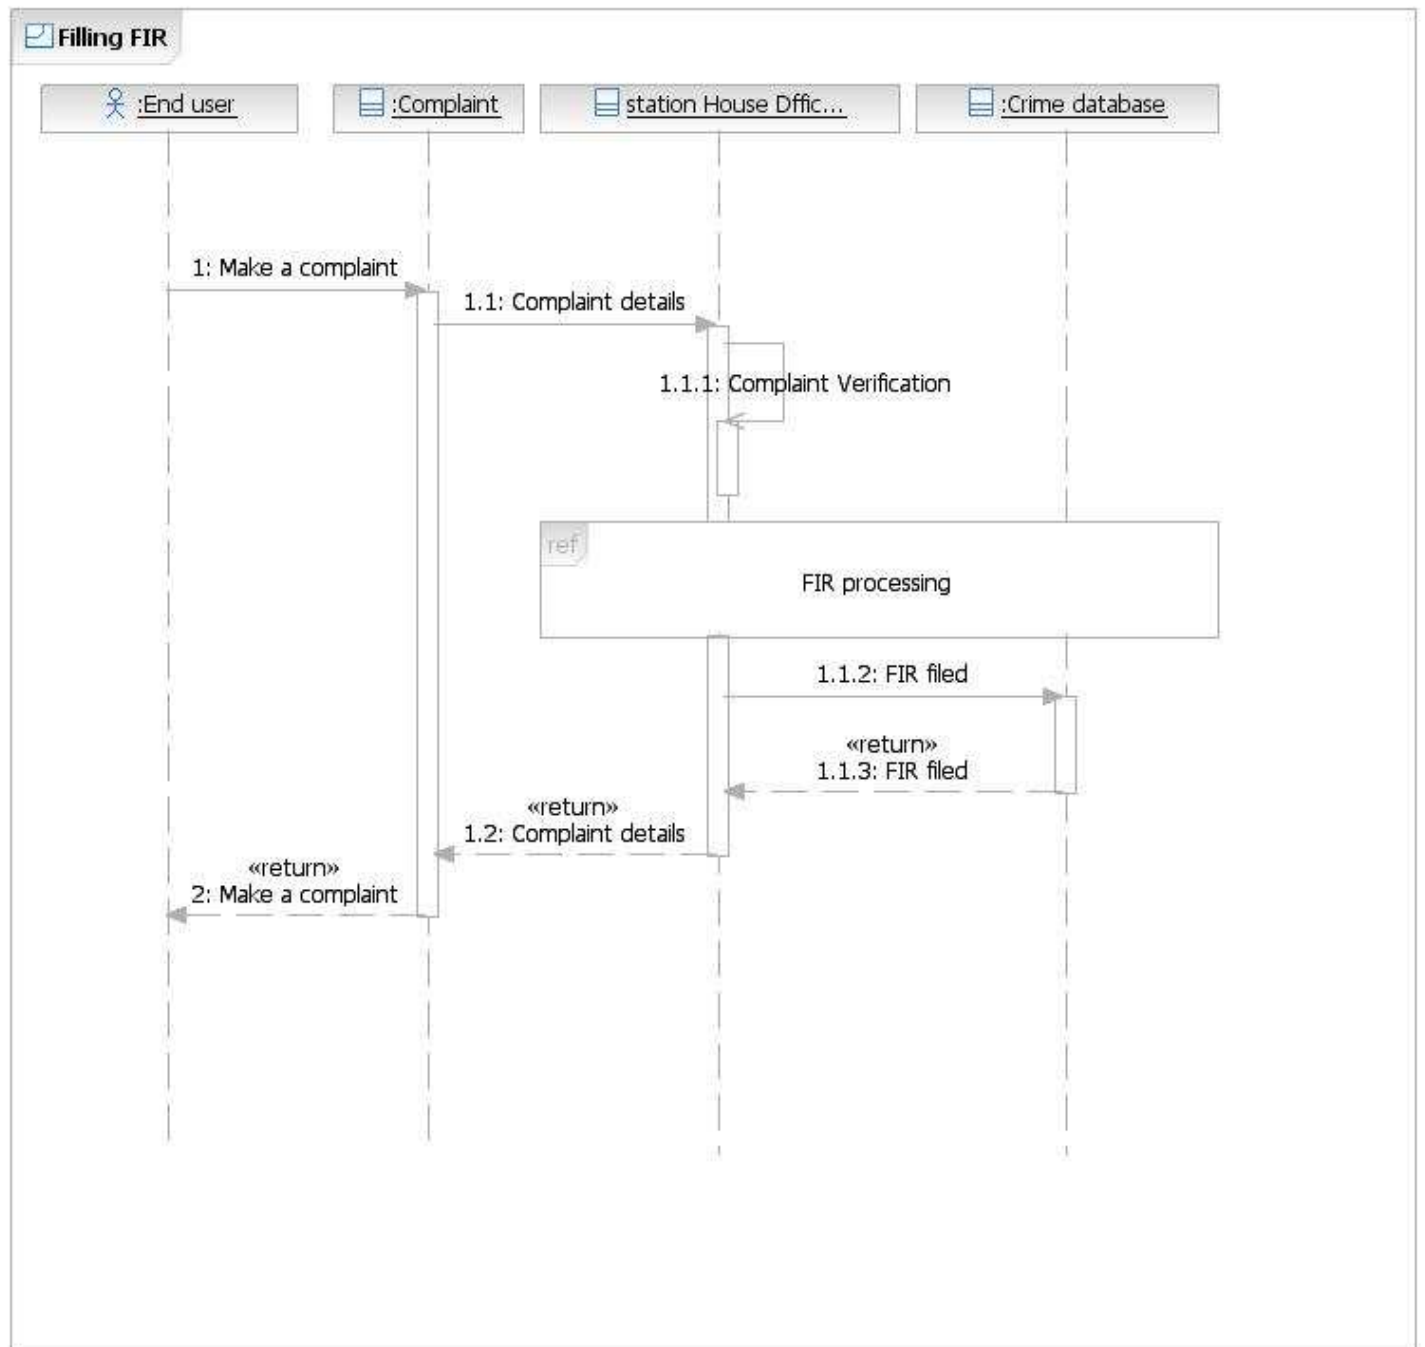 Filling FIR
:End user
:Complaint
station House Dffic...
:Crime database
1: Make a complaint
1.1: Complaint details
1.1.1: Complaint Verification
ref
FIR processing
1.1.2: FIR filed
«return»
1.1.3: FIR filed
«return»
1.2: Complaint details
«return»
2: Make a complaint